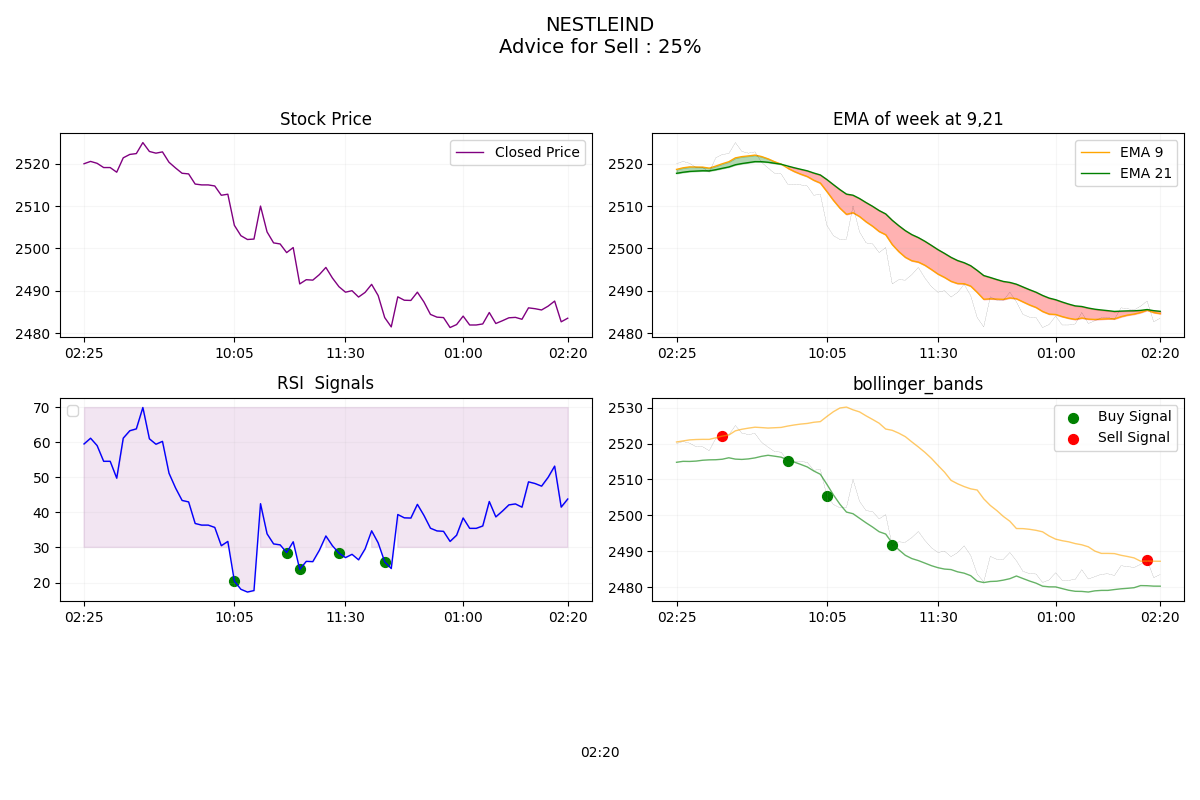 NESTLEIND
Advice for Sell : 25%
Stock Price
2520
2510
2500
2490
2480
Closed Price
02:25 10:05 11:30 01:00 02:20
EMA of week at 9,21
2520
2510
2500
2490
2480
EMA 9
EMA 21
02:25 10:05 11:30 01:00 02:20
RSI  Signals
70
60
50
40
30
20
02:25 10:05 11:30 01:00 02:20
bollinger_bands
2530
2520
2510
2500
2490
2480
Buy Signal
Sell Signal
02:25 10:05 11:30 01:00 02:20
02:20